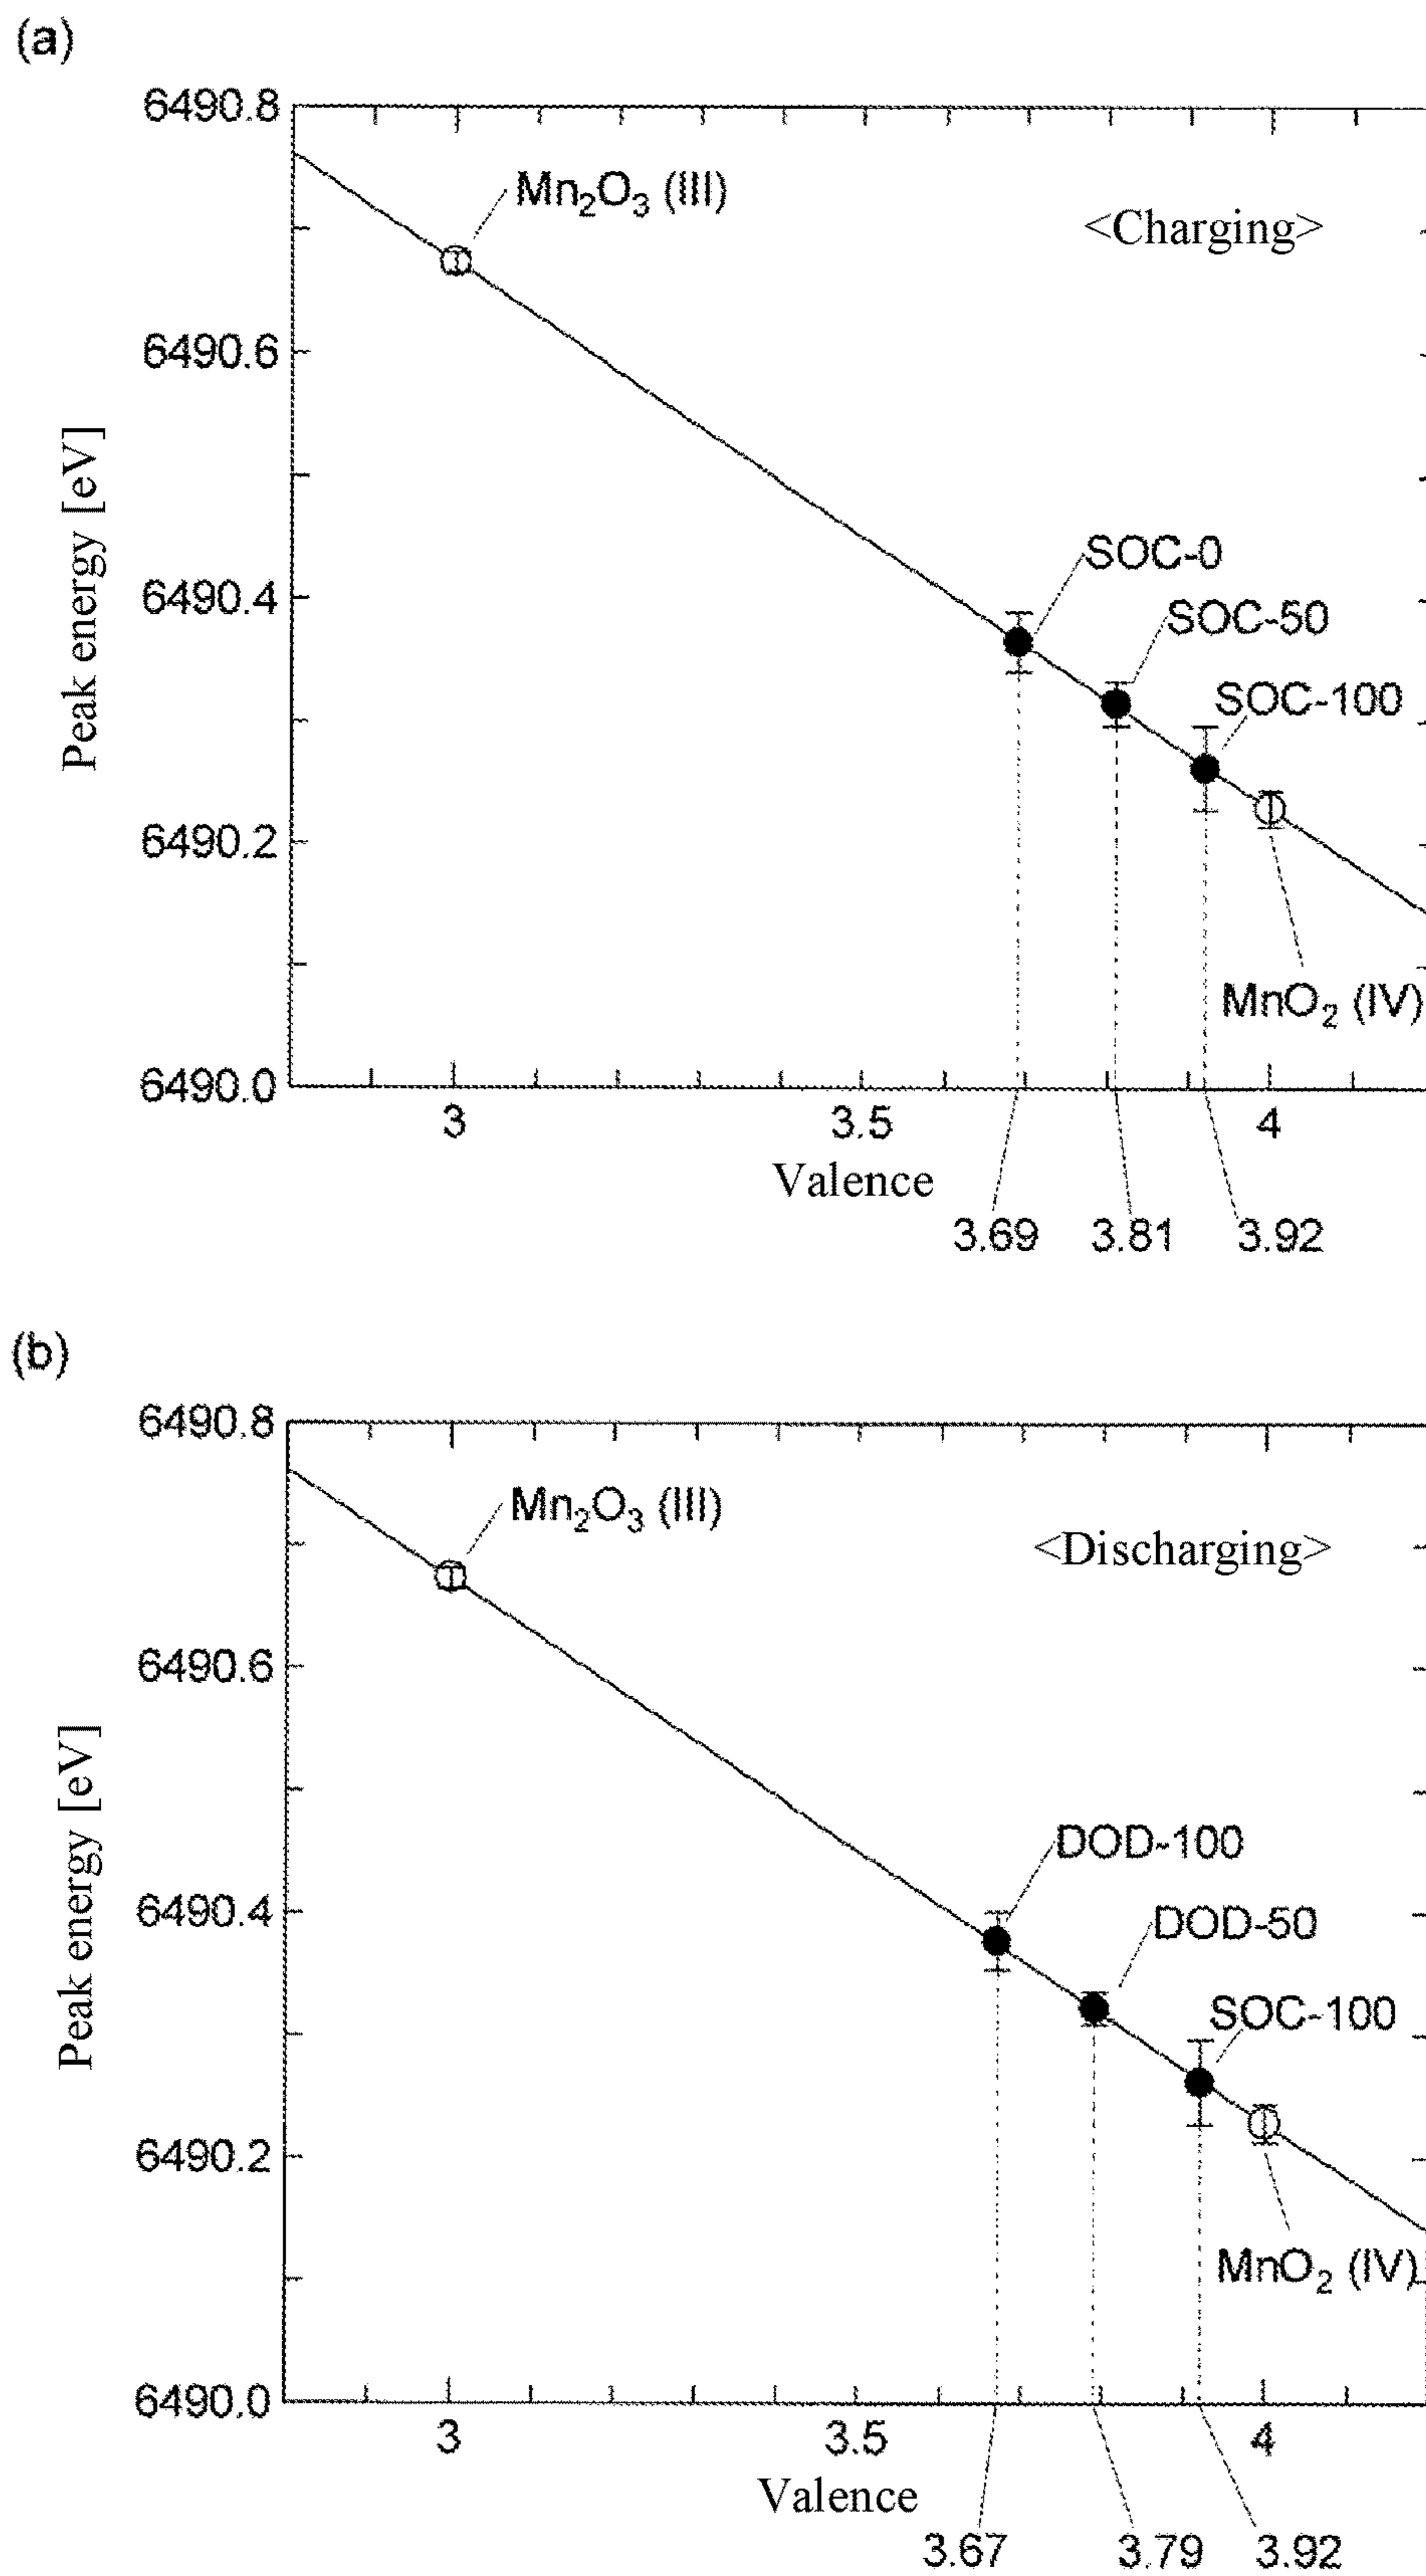 (a)
6490.8
Mn₂O₃ (III)
<Charging>
6490.6
Peak energy [eV]
SOC-0
6490.4
SOC-50
SOC-100
6490.2
MnO₂ (IV)
6490.0
3 3.5 4
Valence
3.69 3.81 3.92
(b)
6490.8
Mn₂O₃ (III)
<Discharging>
6490.6
Peak energy [eV]
DOD-100
6490.4
DOD-50
SOC-100
6490.2
MnO₂ (IV)
6490.0
3 3.5 4
Valence
3.67 3.79 3.92